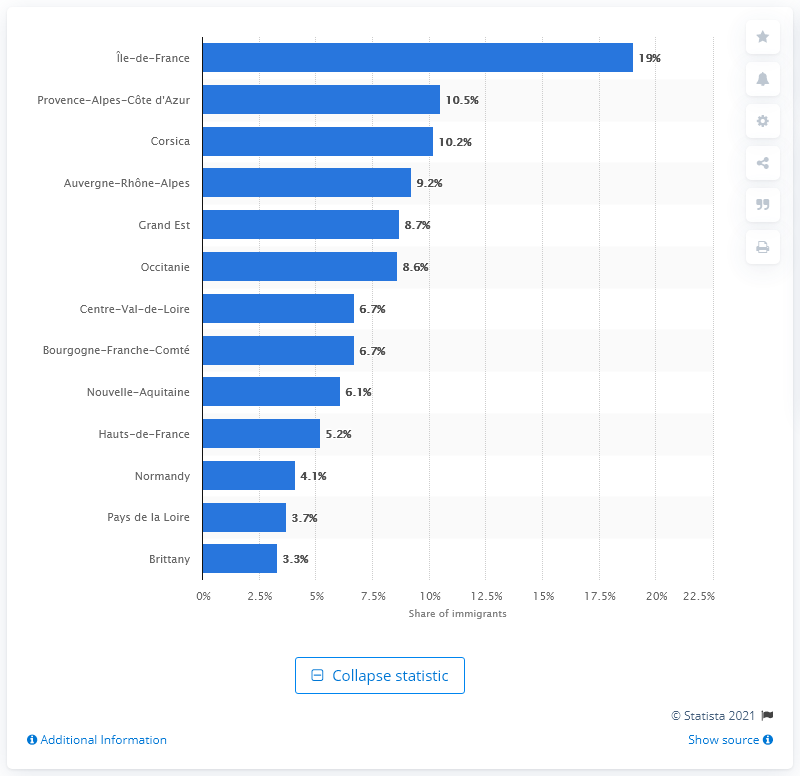 Île-de-France 19%
Provence-Alpes-Côte d'Azur 10.5%
Corsica 10.2%
Auvergne-Rhône-Alpes 9.2%
Grand Est 8.7%
Occitanie 8.6%
Centre-Val-de-Loire 6.7%
Bourgogne-Franche-Comté 6.7%
Nouvelle-Aquitaine 6.1%
Hauts-de-France 5.2%
Normandy 4.1%
Pays de la Loire 3.7%
Brittany 3.3%
0% 2.5% 5% 7.5% 10% 12.5% 15% 17.5% 20% 22.5%
Share of immigrants
Collapse statistic
© Statista 2021
Additional Information Show source